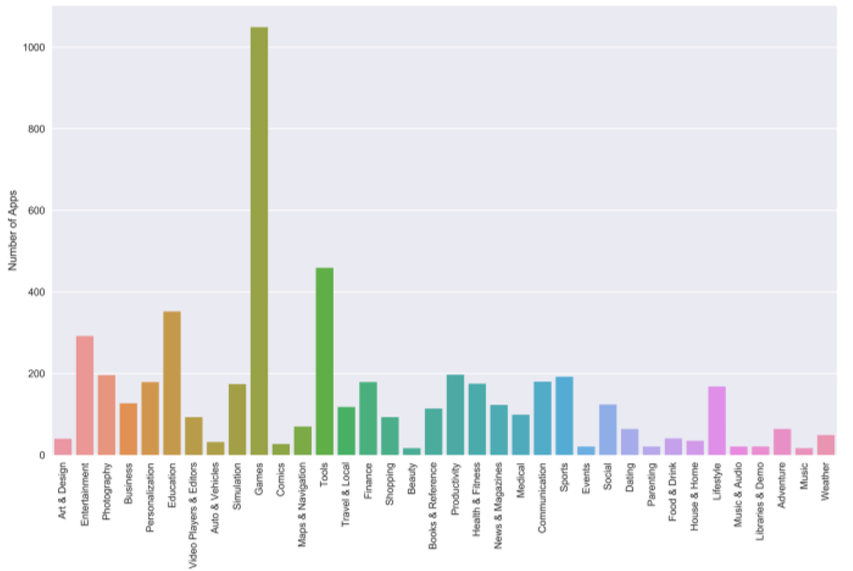 1000
800
600
400
200
0
Number of Apps
Art & Design
Entertainment
Photography
Business
Personalization
Education
Video Players & Editors
Auto & Vehicles
Simulation
Games
Comics
Maps & Navigation
Tools
Travel & Local
Finance
Shopping
Beauty
Books & Reference
Productivity
Health & Fitness
News & Magazines
Medical
Communication
Sports
Events
Social
Dating
Parenting
Food & Drink
House & Home
Lifestyle
Music & Audio
Libraries & Demo
Adventure
Music
Weather